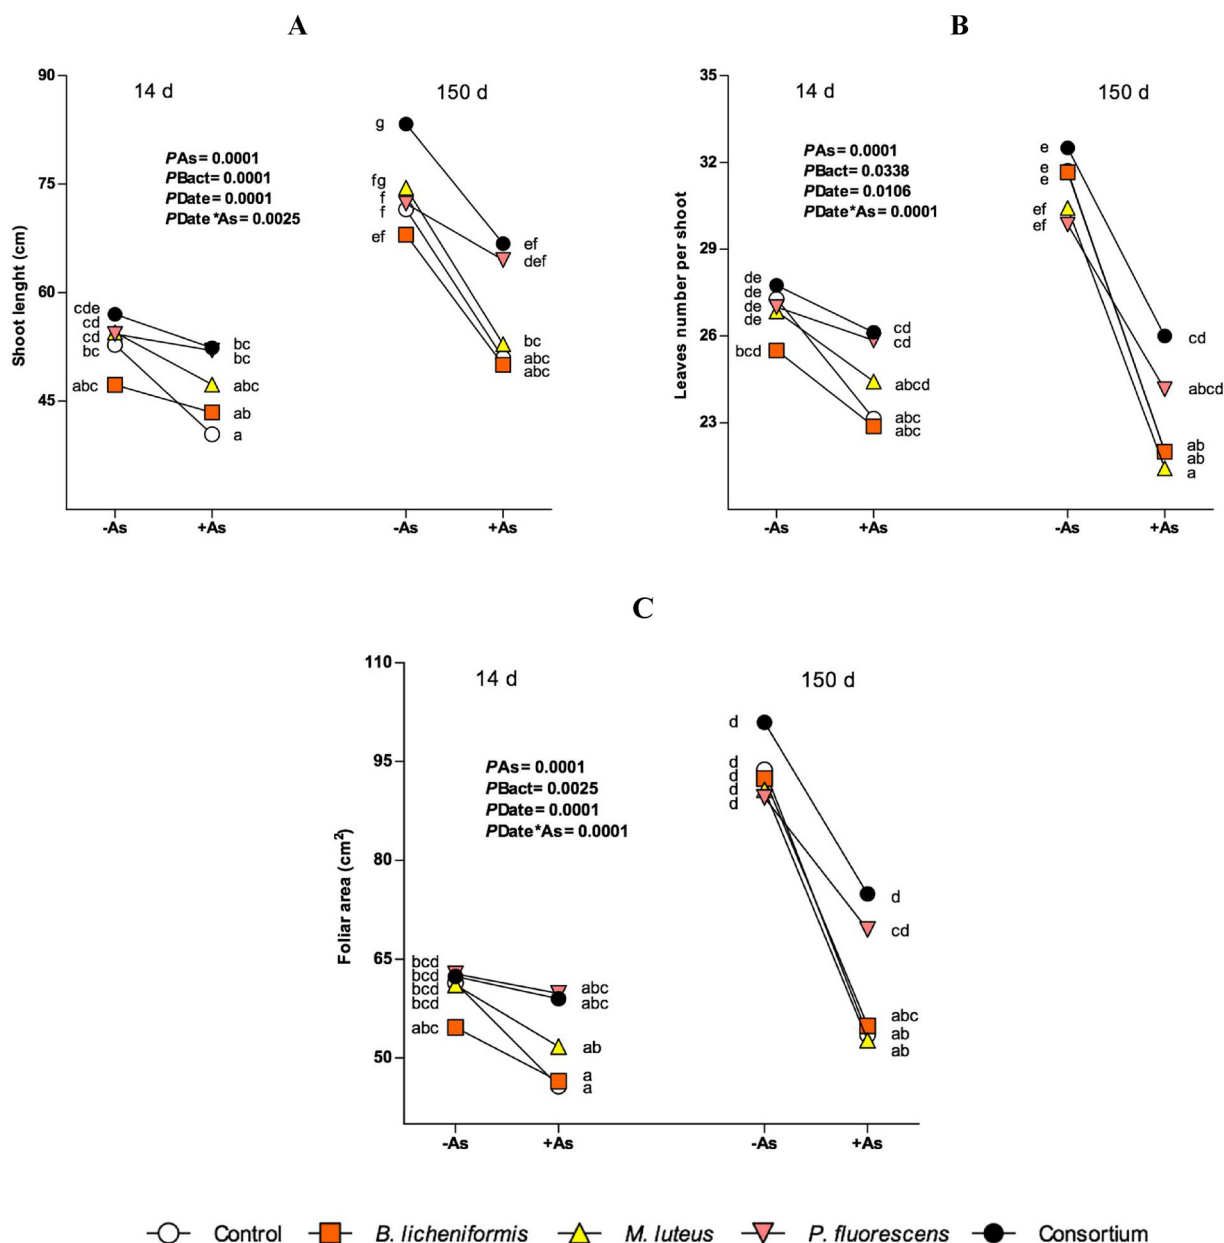 A
90
75
60
45
Shoot lenght (cm)
14 d
150 d
PAs= 0.0001
PBact= 0.0001
PDate= 0.0001
PDate*As= 0.0025
cde
cd
cd
bc
abc
bc
bc
abc
ab
a
g
fg
f
f
ef
ef
def
bc
abc
abc
-As
+As
-As
+As
B
35
32
29
26
23
Leaves number per shoot
14 d
150 d
PAs= 0.0001
PBact= 0.0338
PDate= 0.0106
PDate*As= 0.0001
de
de
de
de
bcd
cd
cd
abcd
abc
abc
e
e
e
ef
ef
cd
abcd
ab
ab
a
-As
+As
-As
+As
C
110
95
80
65
50
Foliar area (cm²)
14 d
150 d
PAs= 0.0001
PBact= 0.0025
PDate= 0.0001
PDate*As= 0.0001
bcd
bcd
bcd
bcd
abc
abc
abc
ab
a
a
d
d
d
d
d
d
cd
abc
ab
ab
-As
+As
-As
+As
Control B. licheniformis M. luteus P. fluorescens Consortium